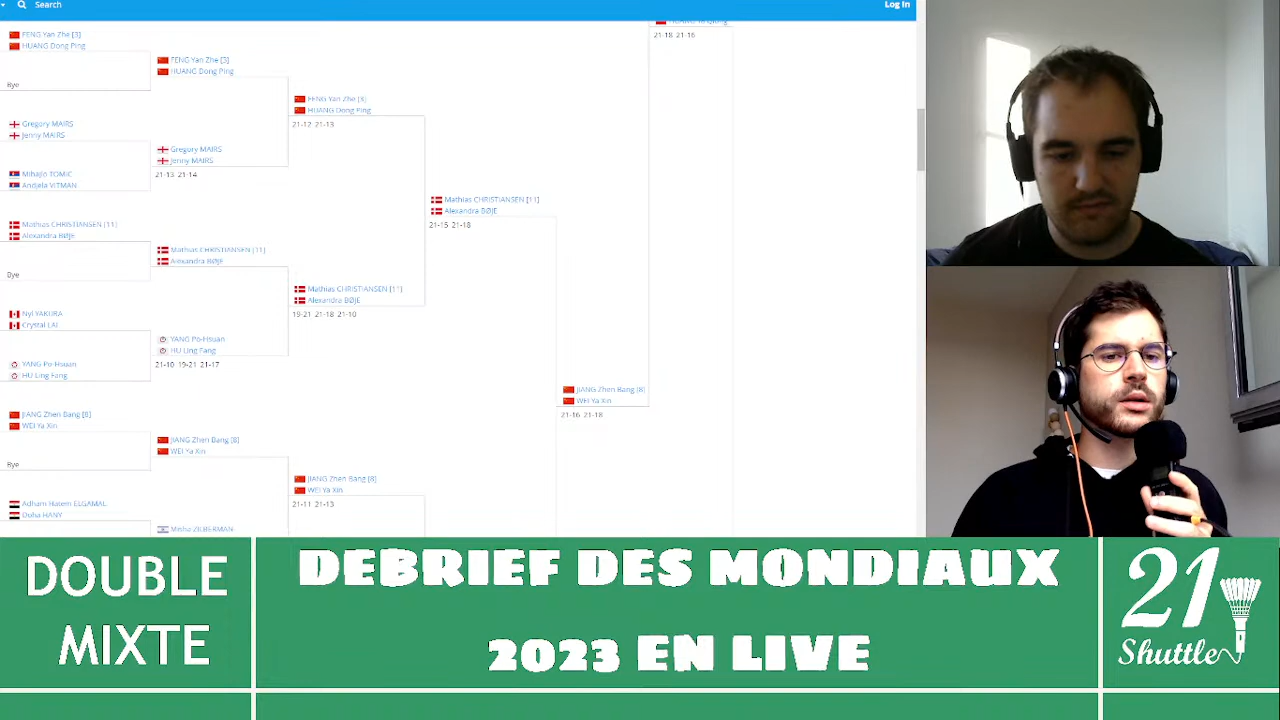 Search
Log In
21-18 21-16
FENG Yan Zhe [3]
HUANG Dong Ping
Bye
Gregory MAIRS
Jenny MAIRS
Mihajlo TOMIC
Andjela VITMAN
Mathias CHRISTIANSEN [11]
Alexandra BØJE
Bye
Nyl YAKURA
Crystal LAI
YANG Po-Hsuan
HU Ling Fang
JIANG Zhen Bang [8]
WEI Ya Xin
Bye
Adham Hatem ELGAMAL
Doha HANY
FENG Yan Zhe [3]
HUANG Dong Ping
Gregory MAIRS
Jenny MAIRS
21-13 21-14
Mathias CHRISTIANSEN [11]
Alexandra BØJE
YANG Po-Hsuan
HU Ling Fang
21-10 19-21 21-17
JIANG Zhen Bang [8]
WEI Ya Xin
Misha ZILBERMAN
FENG Yan Zhe [3]
HUANG Dong Ping
21-12 21-13
Mathias CHRISTIANSEN [11]
Alexandra BØJE
19-21 21-18 21-10
JIANG Zhen Bang [8]
WEI Ya Xin
21-11 21-13
Mathias CHRISTIANSEN [11]
Alexandra BØJE
21-15 21-18
JIANG Zhen Bang [8]
WEI Ya Xin
21-16 21-18
DOUBLE
MIXTE
DEBRIEF DES MONDIAUX
2023 EN LIVE
21
Shuttle